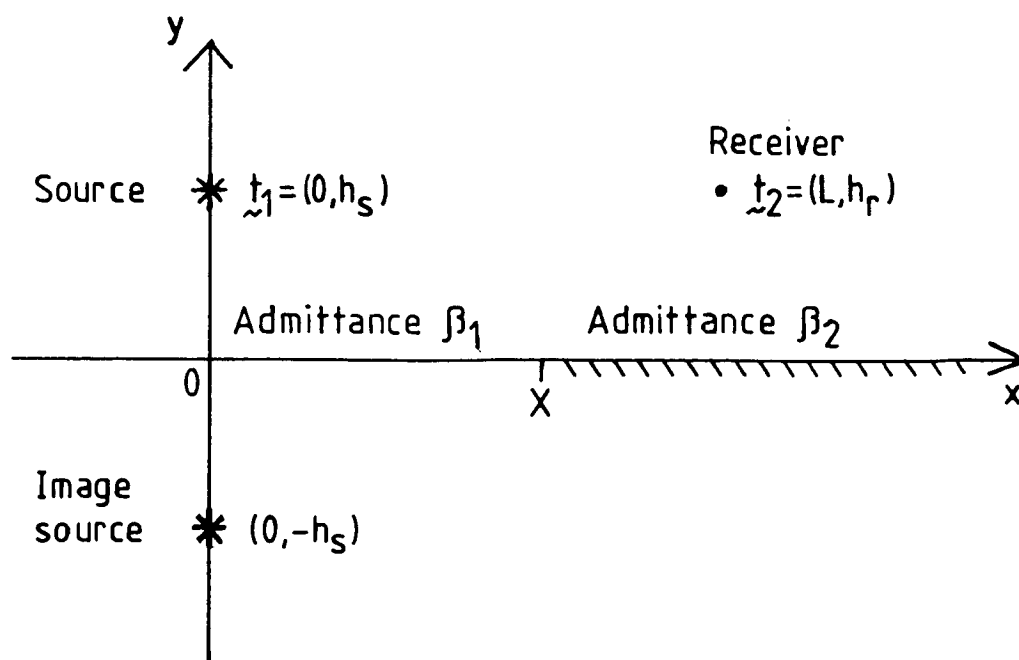 y
Receiver
Source t₁=(0,hₛ)
t₂=(L,hᵣ)
Admittance β₁
Admittance β₂
0
X
x
Image
source (0,-hₛ)